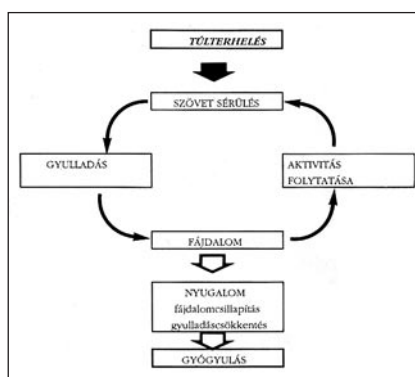 TÚLTERHELÉS
SZÖVET SÉRÜLÉS
GYULLADÁS
AKTIVITÁS
FOLYTATÁSA
FÁJDALOM
NYUGALOM
fájdalomcsillapítás
gyulladáscsökkentés
GYÓGYULÁS